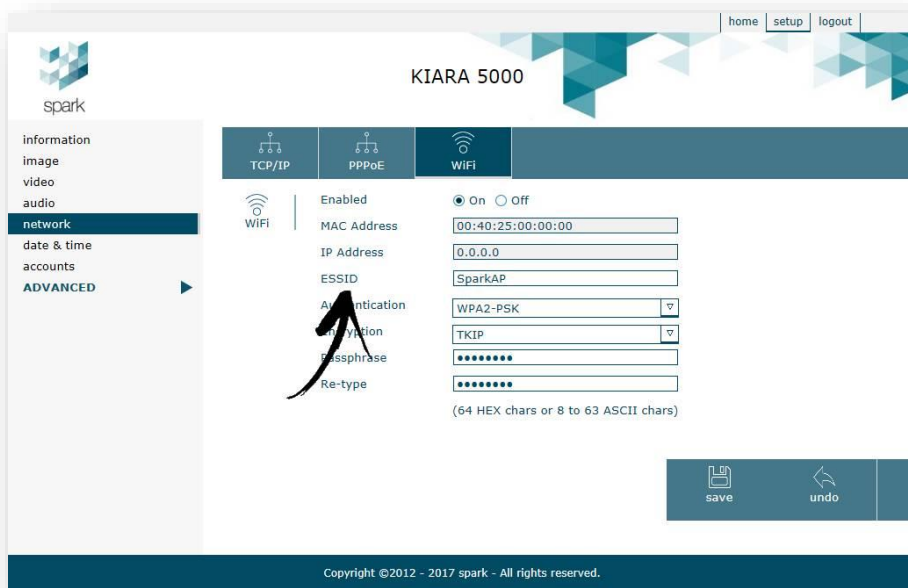 home setup logout
spark
KIARA 5000
information
image
video
audio
network
date & time
accounts
ADVANCED
TCP/IP PPPoE WiFi
WiFi
Enabled On Off
MAC Address 00:40:25:00:00:00
IP Address 0.0.0.0
ESSID SparkAP
Authentication WPA2-PSK
Encryption TKIP
Passphrase ●●●●●●●●
Re-type ●●●●●●●●
(64 HEX chars or 8 to 63 ASCII chars)
save undo
Copyright ©2012 - 2017 spark - All rights reserved.